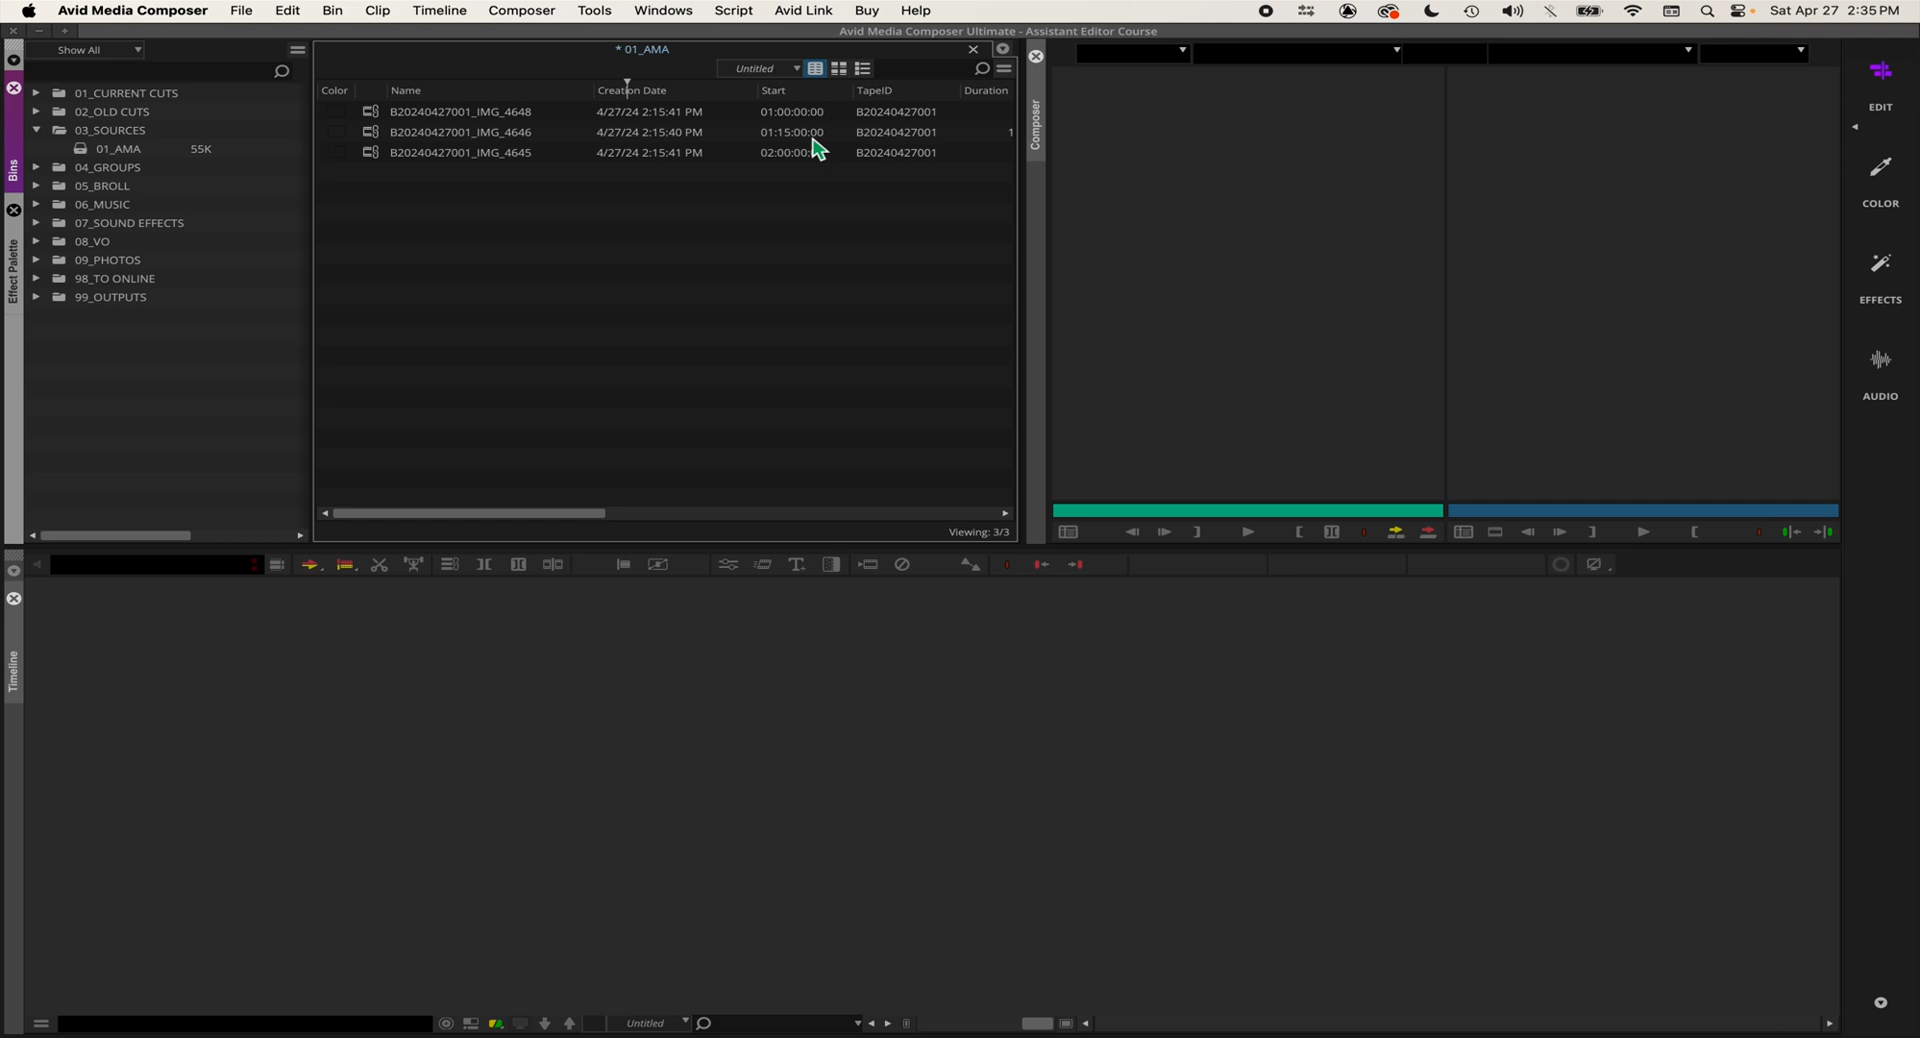 Avid Media Composer File Edit Bin Clip Timeline Composer Tools Windows Script Avid Link Buy Help Sat Apr 27 2:35 PM
Avid Media Composer Ultimate - Assistant Editor Course
Show All
01_CURRENT CUTS
02_OLD CUTS
03_SOURCES
01_AMA 55K
04_GROUPS
05_BROLL
06_MUSIC
07_SOUND EFFECTS
08_VO
09_PHOTOS
98_TO ONLINE
99_OUTPUTS
Bins
Effect Palette
* 01_AMA
Untitled
Color Name Creation Date Start TapeID Duration
B20240427001_IMG_4648 4/27/24 2:15:41 PM 01:00:00:00 B20240427001
B20240427001_IMG_4646 4/27/24 2:15:40 PM 01:15:00:00 B20240427001 1
B20240427001_IMG_4645 4/27/24 2:15:41 PM 02:00:00: B20240427001
Viewing: 3/3
Composer
EDIT
COLOR
EFFECTS
AUDIO
Timeline
Untitled